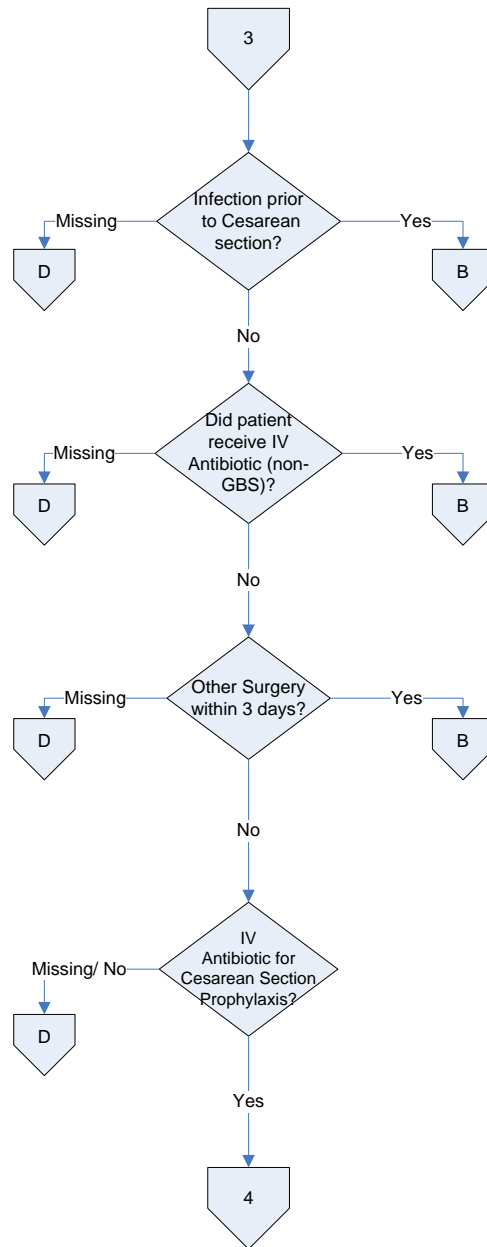 3
Infection prior
to Cesarean
section?
Missing
Yes
D
B
No
Did patient
receive IV
Antibiotic (non-
GBS)?
Missing
Yes
D
B
No
Other Surgery
within 3 days?
Missing
Yes
D
B
No
IV
Antibiotic for
Cesarean Section
Prophylaxis?
Missing/ No
D
Yes
4